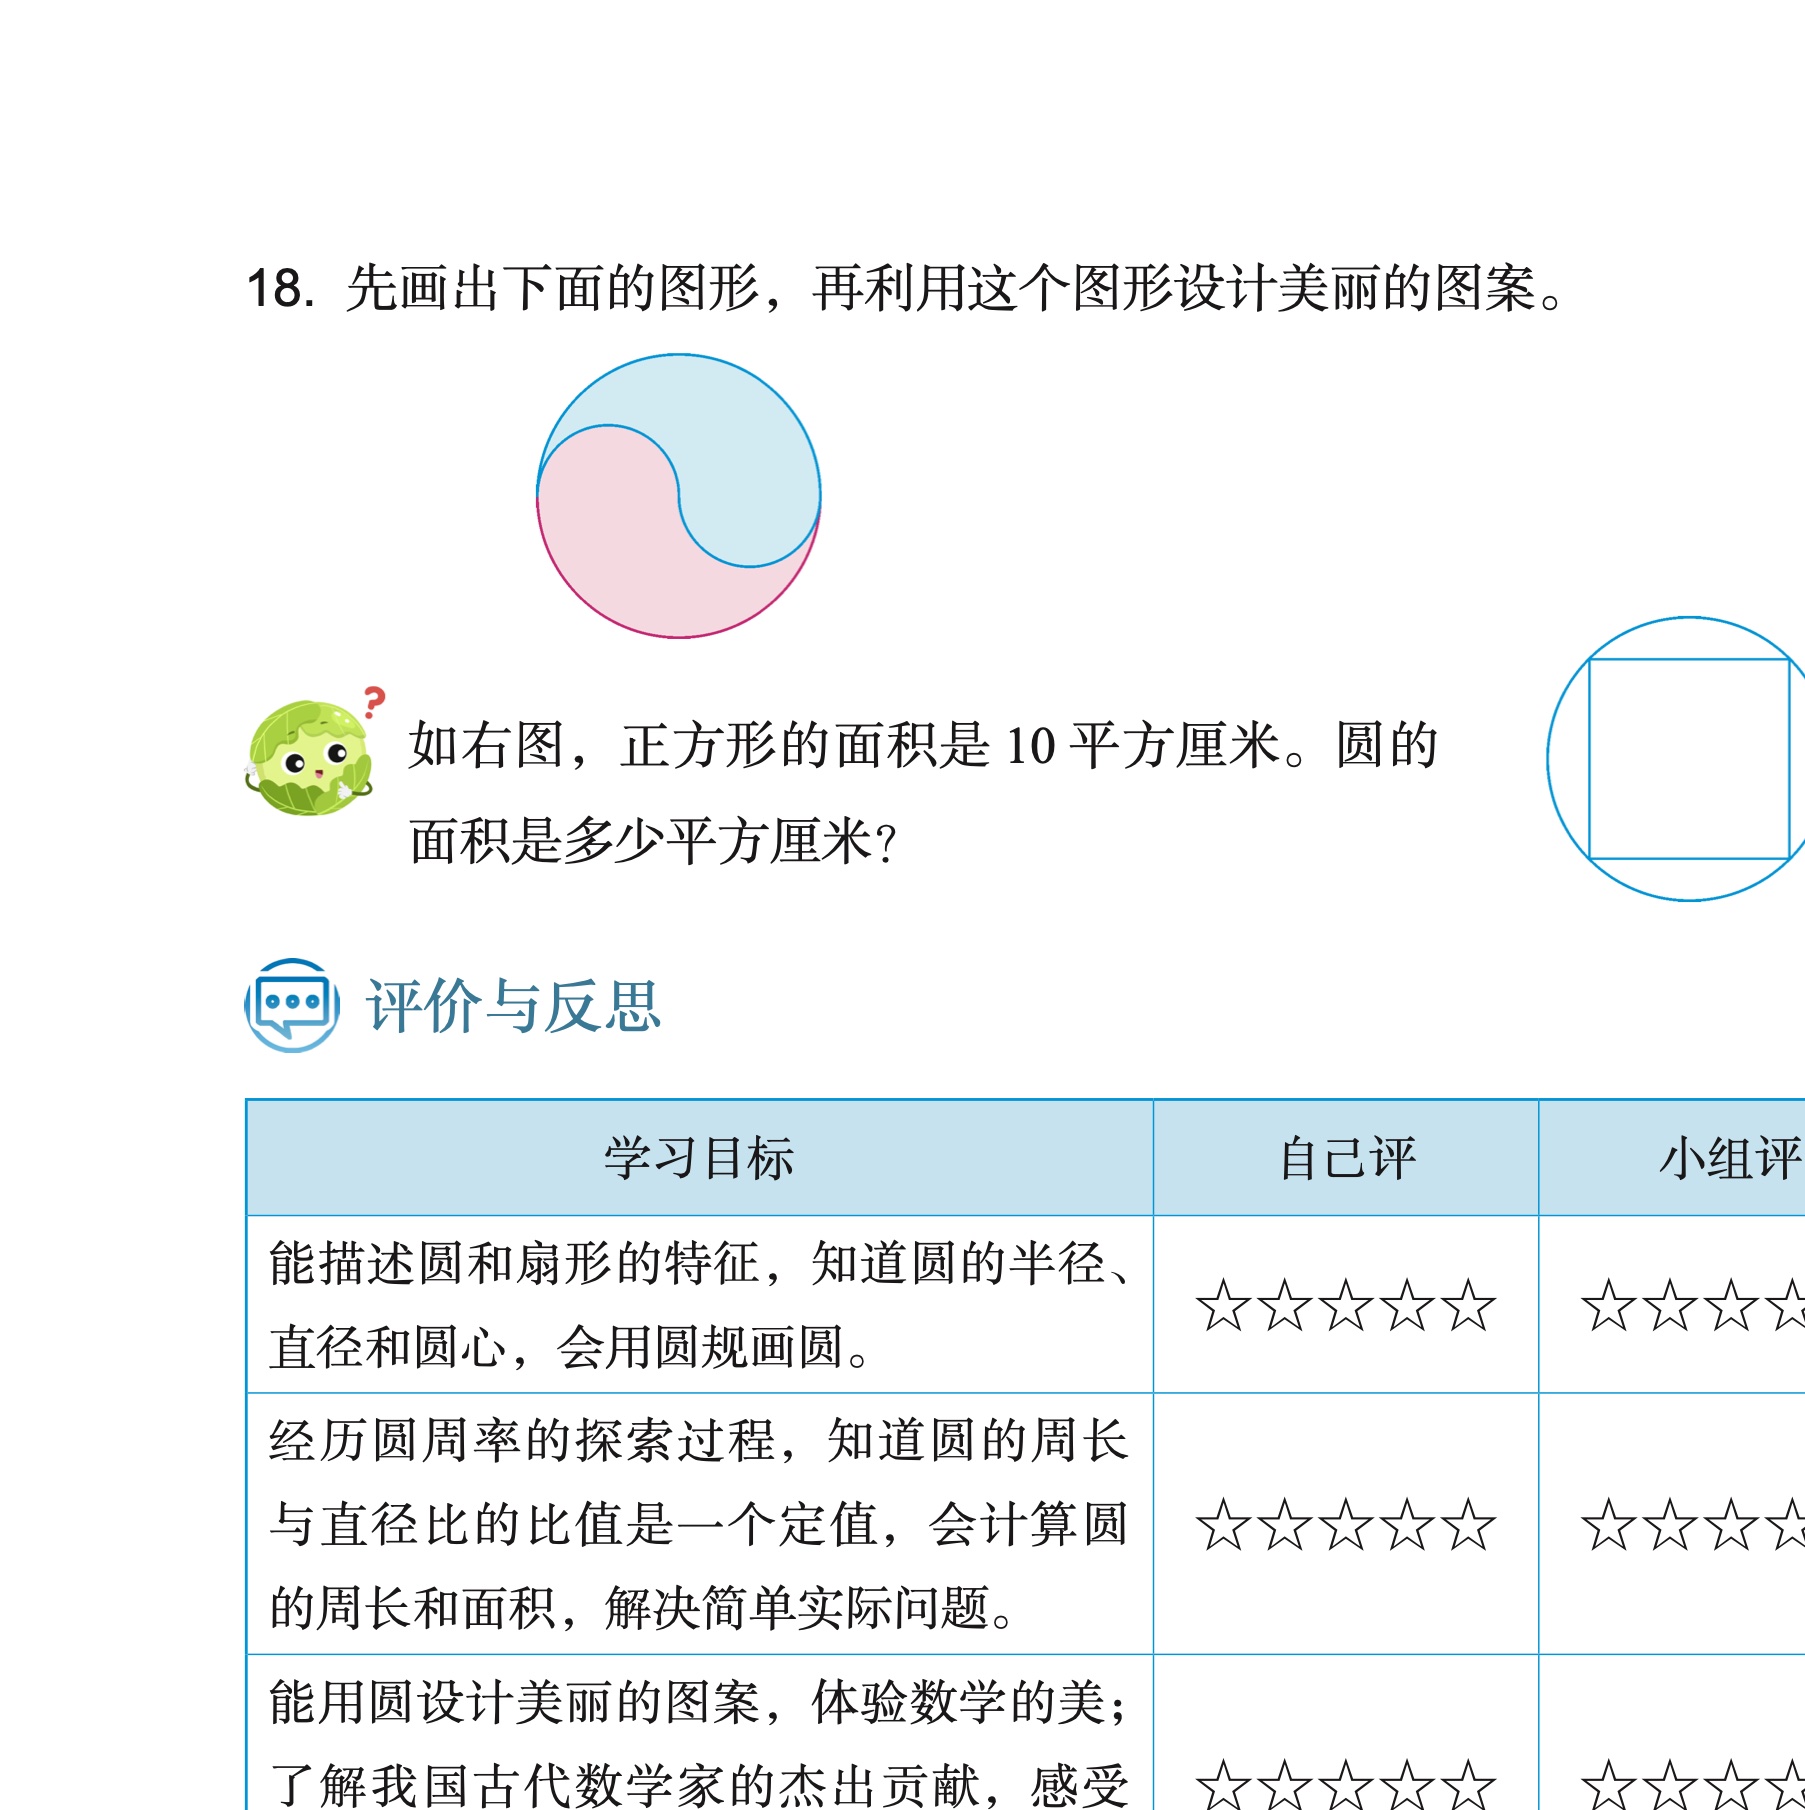 18. 先画出下面的图形，再利用这个图形设计美丽的图案。
?
如右图，正方形的面积是 10 平方厘米。圆的
面积是多少平方厘米？
评价与反思
学习目标 自己评 小组评
能描述圆和扇形的特征，知道圆的半径、
直径和圆心，会用圆规画圆。
☆☆☆☆☆ ☆☆☆☆
经历圆周率的探索过程，知道圆的周长
与直径比的比值是一个定值，会计算圆
的周长和面积，解决简单实际问题。
☆☆☆☆☆ ☆☆☆☆
能用圆设计美丽的图案，体验数学的美；
了解我国古代数学家的杰出贡献，感受
☆☆☆☆☆ ☆☆☆☆